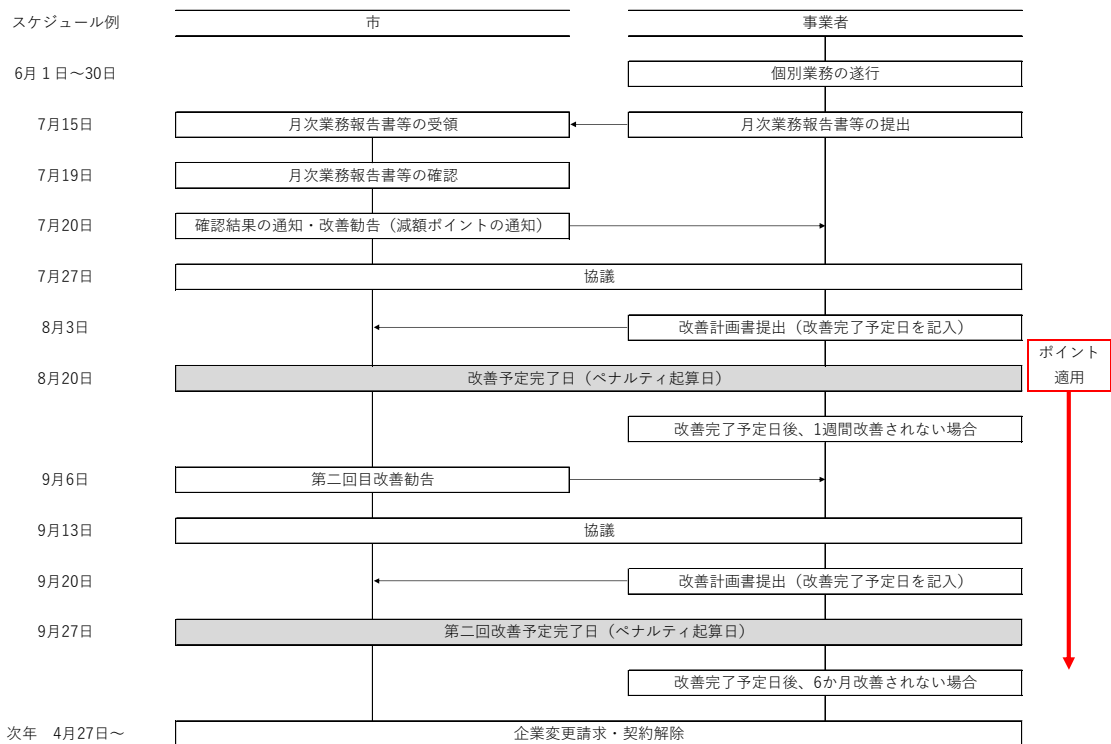 スケジュール例 市 事業者
6月１日～30日 個別業務の遂行
7月15日 月次業務報告書等の受領 月次業務報告書等の提出
7月19日 月次業務報告書等の確認
7月20日 確認結果の通知・改善勧告（減額ポイントの通知）
7月27日 協議
8月3日 改善計画書提出（改善完了予定日を記入）
ポイント
適用
8月20日 改善予定完了日（ペナルティ起算日）
改善完了予定日後、1週間改善されない場合
9月6日 第二回目改善勧告
9月13日 協議
9月20日 改善計画書提出（改善完了予定日を記入）
9月27日 第二回改善予定完了日（ペナルティ起算日）
改善完了予定日後、6か月改善されない場合
次年　4月27日～ 企業変更請求・契約解除